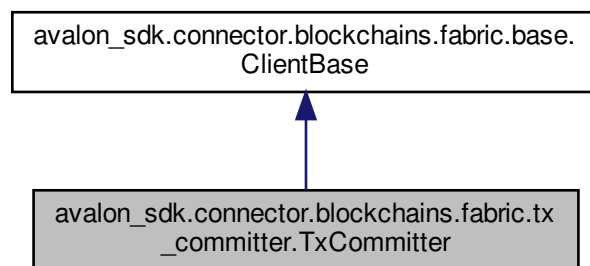 avalon_sdk.connector.blockchains.fabric.base.
ClientBase
avalon_sdk.connector.blockchains.fabric.tx
_committer.TxCommitter